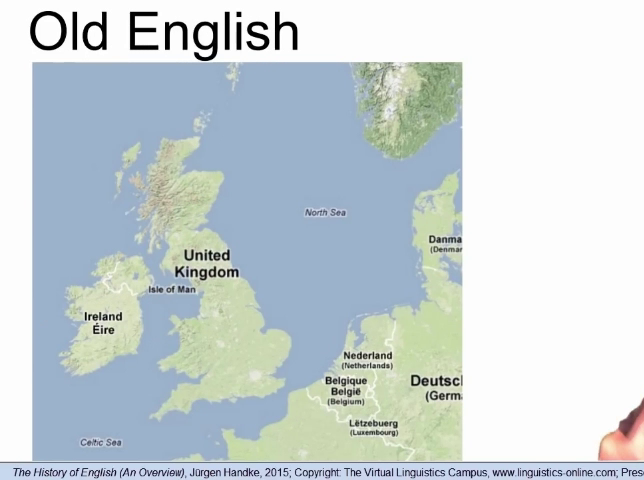 Old English
North Sea
Danma
(Denmar
United
Kingdom
Isle of Man
Ireland
Éire
Nederland
(Netherlands)
Belgique
België
(Belgium)
Deutscl
(Germa
Lëtzebuerg
(Luxembourg)
Celtic Sea
The History of English (An Overview), Jürgen Handke, 2015; Copyright: The Virtual Linguistics Campus, www.linguistics-online.com; Pres